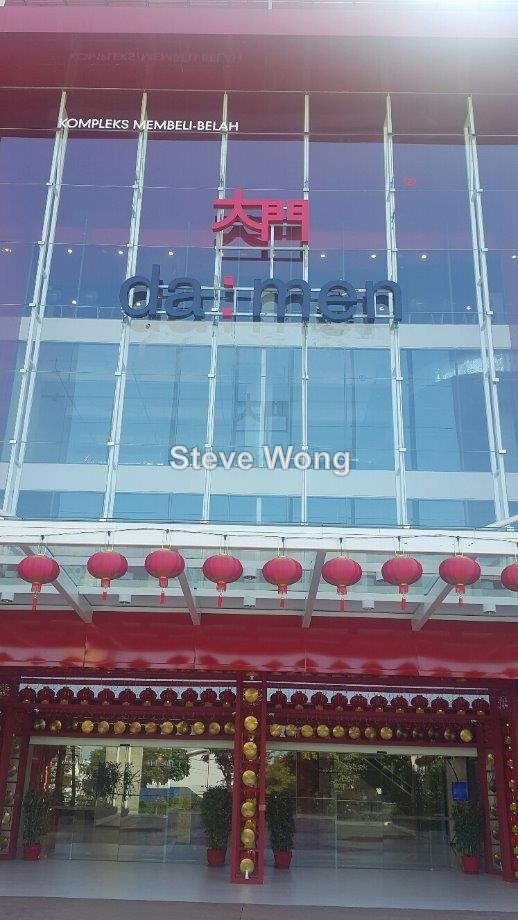 KOMPLEKS MEMBELI-BELAH
大門
da:men
Steve Wong